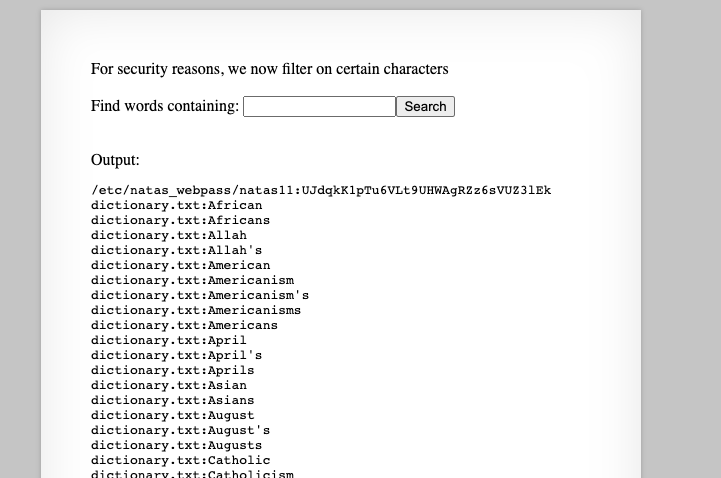 For security reasons, we now filter on certain characters
Find words containing: Search
Output:
/etc/natas_webpass/natas11:UJdqkK1pTu6VLt9UHWAgRZz6sVUZ3lEk
dictionary.txt:African
dictionary.txt:Africans
dictionary.txt:Allah
dictionary.txt:Allah's
dictionary.txt:American
dictionary.txt:Americanism
dictionary.txt:Americanism's
dictionary.txt:Americanisms
dictionary.txt:Americans
dictionary.txt:April
dictionary.txt:April's
dictionary.txt:Aprils
dictionary.txt:Asian
dictionary.txt:Asians
dictionary.txt:August
dictionary.txt:August's
dictionary.txt:Augusts
dictionary.txt:Catholic
dictionary.txt:Catholicism